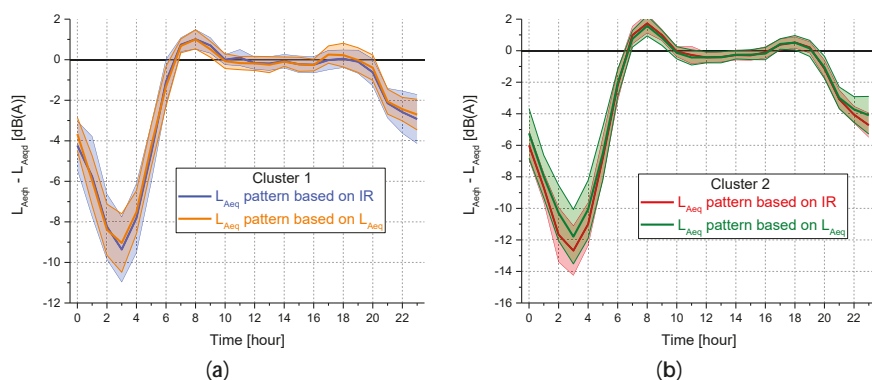 2
0
-2
-4
-6
-8
-10
-12
L_Aeqh - L_Aeqd [dB(A)]
Cluster 1
L_Aeq pattern based on IR
L_Aeq pattern based on L_Aeq
0 2 4 6 8 10 12 14 16 18 20 22
Time [hour]
(a)
2
0
-2
-4
-6
-8
-10
-12
-14
-16
L_Aeqh - L_Aeqd [dB(A)]
Cluster 2
L_Aeq pattern based on IR
L_Aeq pattern based on L_Aeq
0 2 4 6 8 10 12 14 16 18 20 22
Time [hour]
(b)